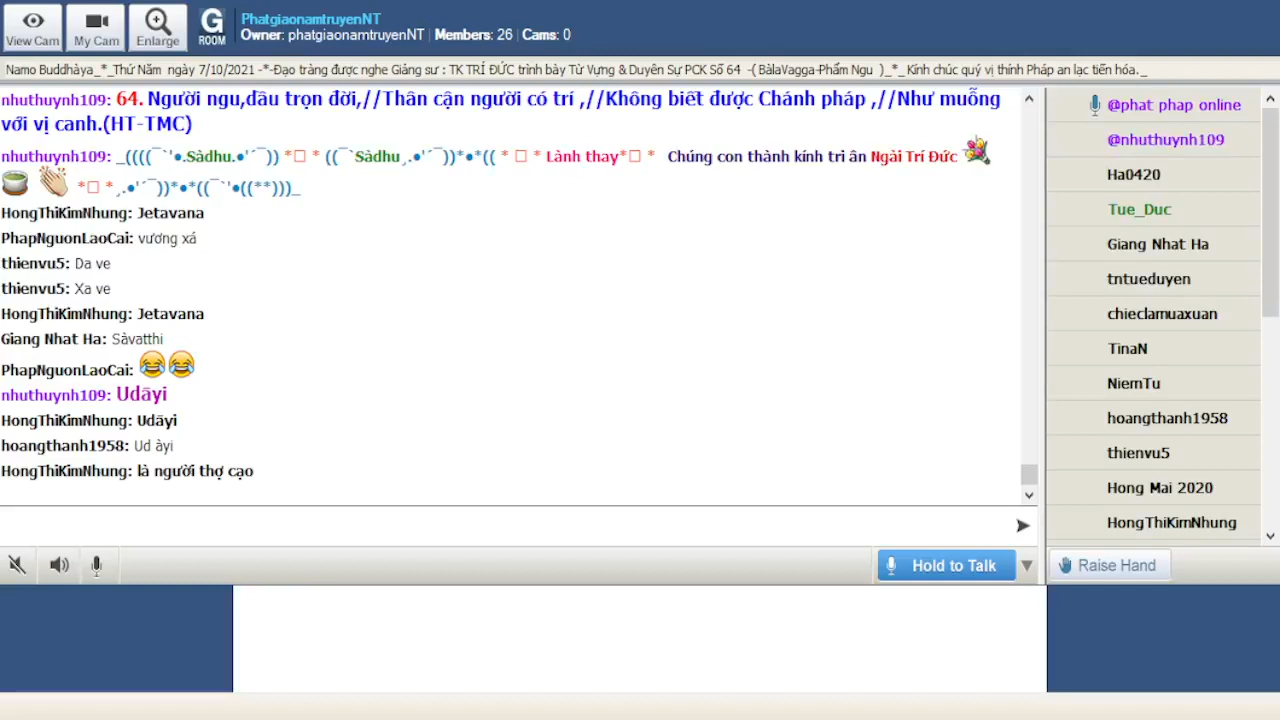 View Cam
My Cam
Enlarge
G
ROOM
PhatgiaonamtruyenNT
Owner: phatgiaonamtruyenNT | Members: 26 | Cams: 0
Namo Buddhàya_*_Thứ Năm ngày 7/10/2021 -*-Đạo tràng được nghe Giảng sư : TK TRÍ ĐỨC trình bày Từ Vựng & Duyên Sự PCK Số 64 -( BàlaVagga-Phẩm Ngu )_*_ Kính chúc quý vị thính Pháp an lạc tiến hóa._
nhuthuynh109: 64. Người ngu,dầu trọn đời,//Thân cận người có trí ,//Không biết được Chánh pháp ,//Như muỗng
với vị canh.(HT-TMC)
nhuthuynh109: _((((¯`'●.Sàdhu.●'´¯)) *□ * ((¯`Sàdhu¸.●'´¯))*●*(( * □ * Lành thay*□ * Chúng con thành kính tri ân Ngài Trí Đức
*□ *¸.●'´¯))*●*((¯`'●((**)))_
HongThiKimNhung: Jetavana
PhapNguonLaoCai: vương xá
thienvu5: Da ve
thienvu5: Xa ve
HongThiKimNhung: Jetavana
Giang Nhat Ha: Sàvatthi
PhapNguonLaoCai: 😂😂
nhuthuynh109: Udāyi
HongThiKimNhung: Udāyi
hoangthanh1958: Ud àyi
HongThiKimNhung: là người thợ cạo
Hold to Talk
@phat phap online
@nhuthuynh109
Ha0420
Tue_Duc
Giang Nhat Ha
tntueduyen
chieclamuaxuan
TinaN
NiemTu
hoangthanh1958
thienvu5
Hong Mai 2020
HongThiKimNhung
Raise Hand